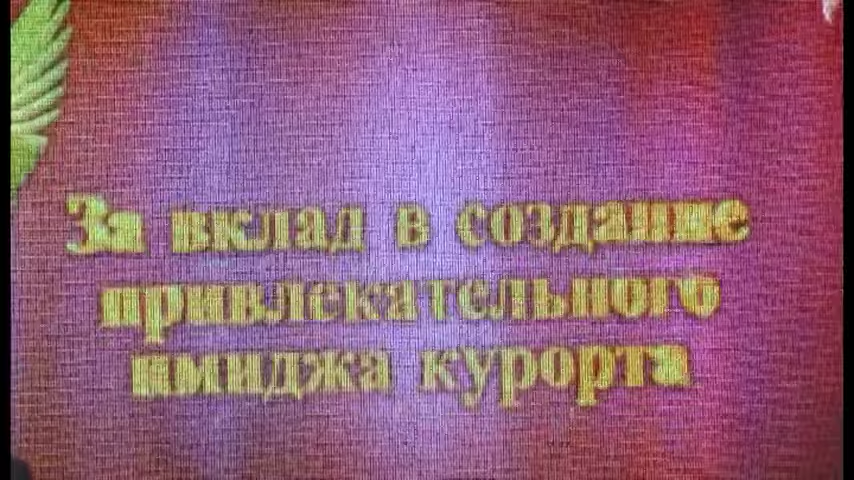 За вклад в создание
привлекательного
имиджа курорта